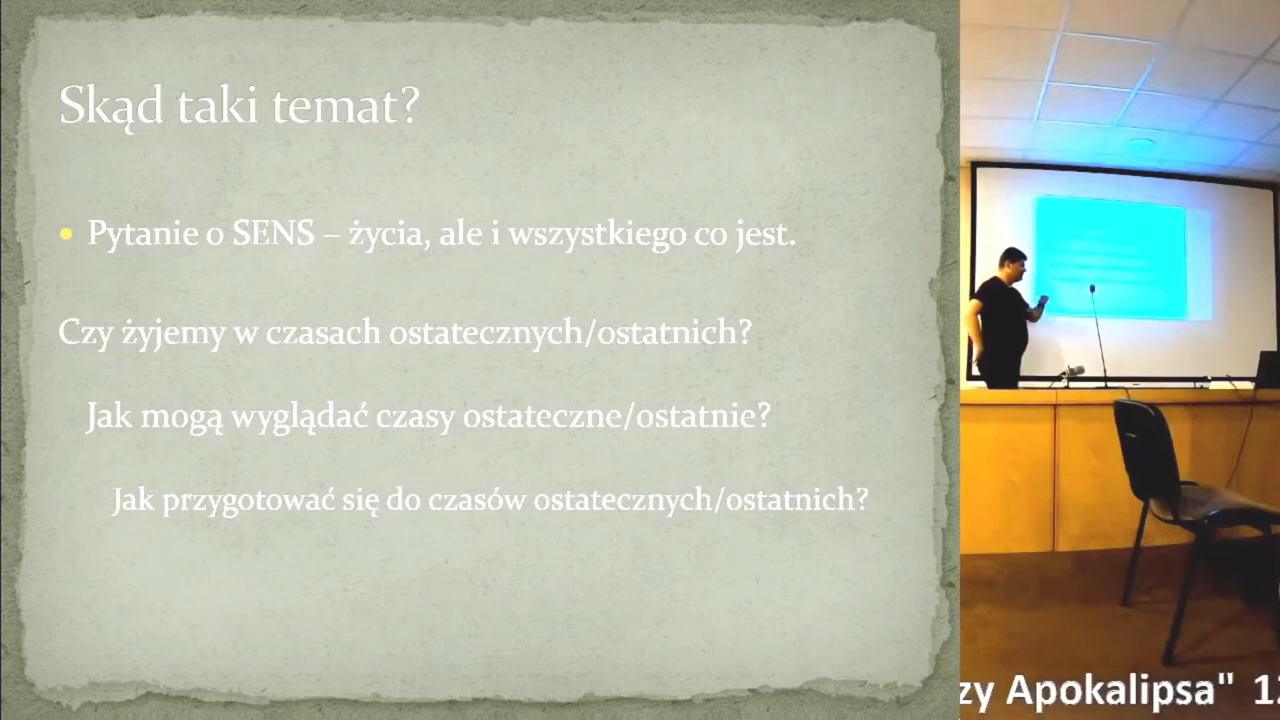 Skąd taki temat?
Pytanie o SENS – życia, ale i wszystkiego co jest.
Czy żyjemy w czasach ostatecznych/ostatnich?
Jak mogą wyglądać czasy ostateczne/ostatnie?
Jak przygotować się do czasów ostatecznych/ostatnich?
zy Apokalipsa"